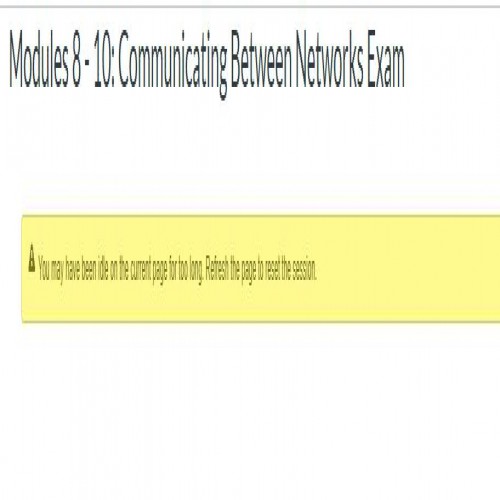 Modules 8 - 10: Communicating Between Networks Exam
You may have been idle on the current page for too long. Refresh the page to reset the session.